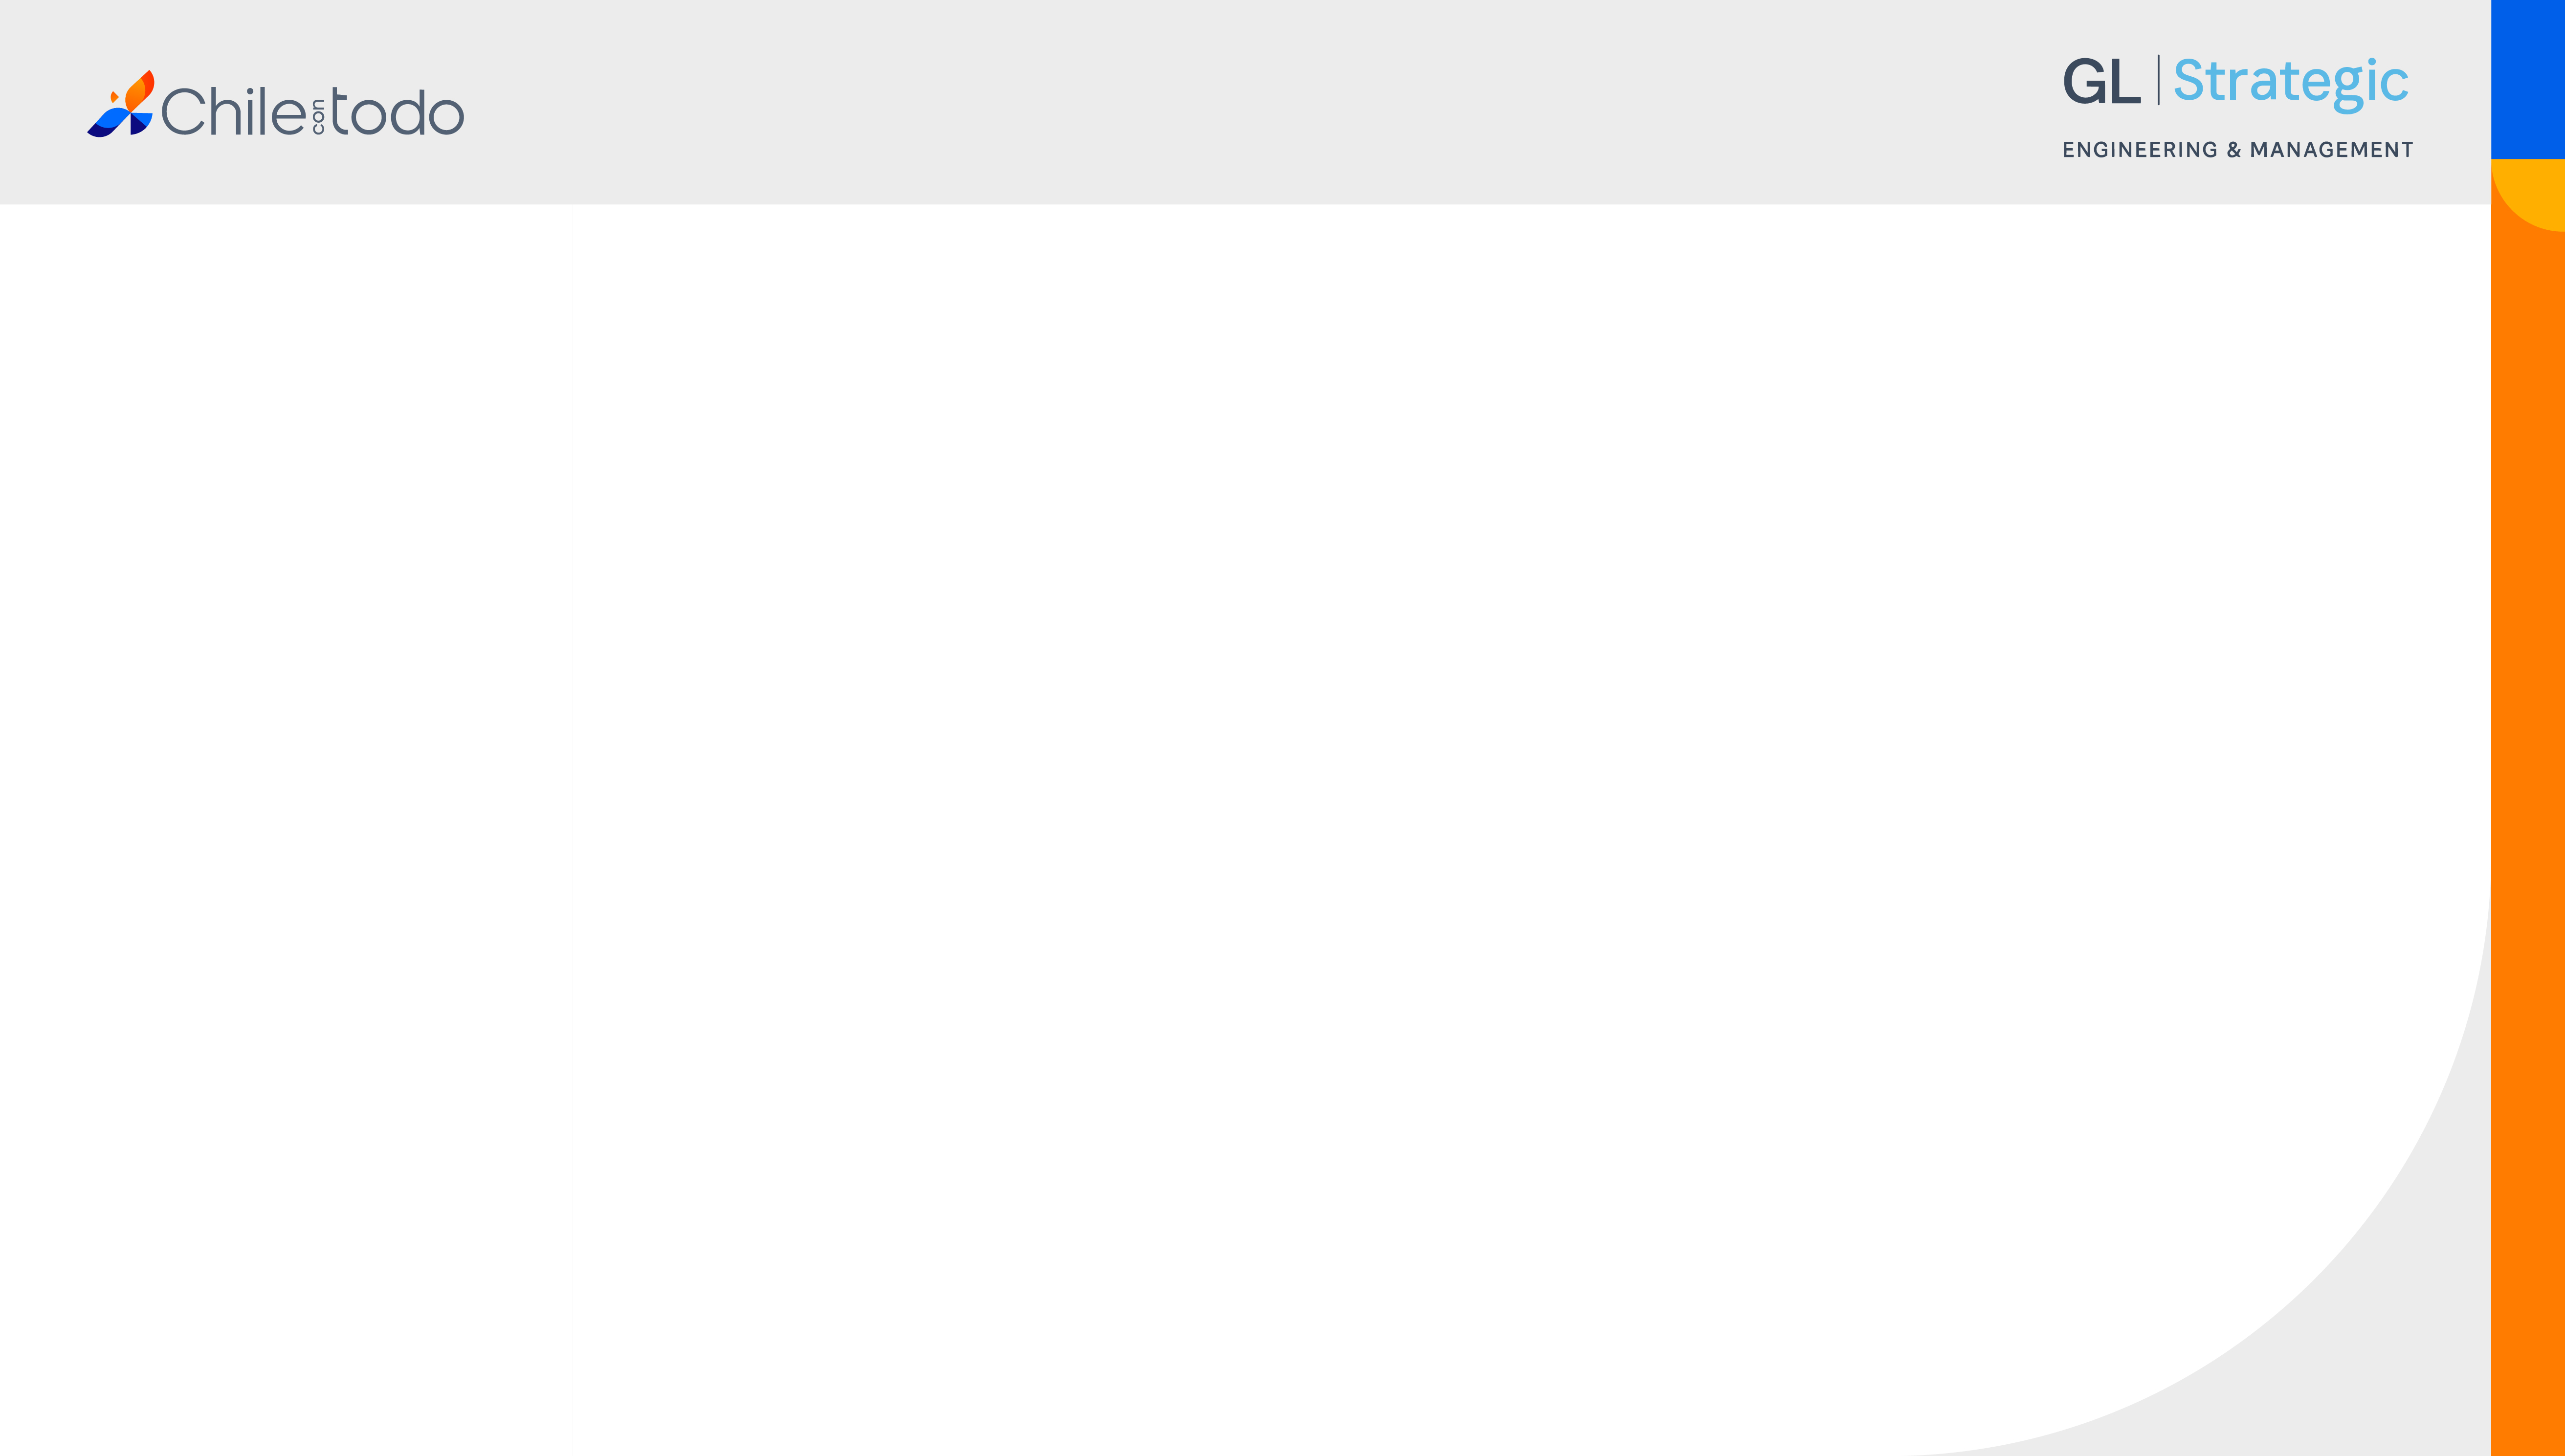 Chile con todo
GL | Strategic
ENGINEERING & MANAGEMENT